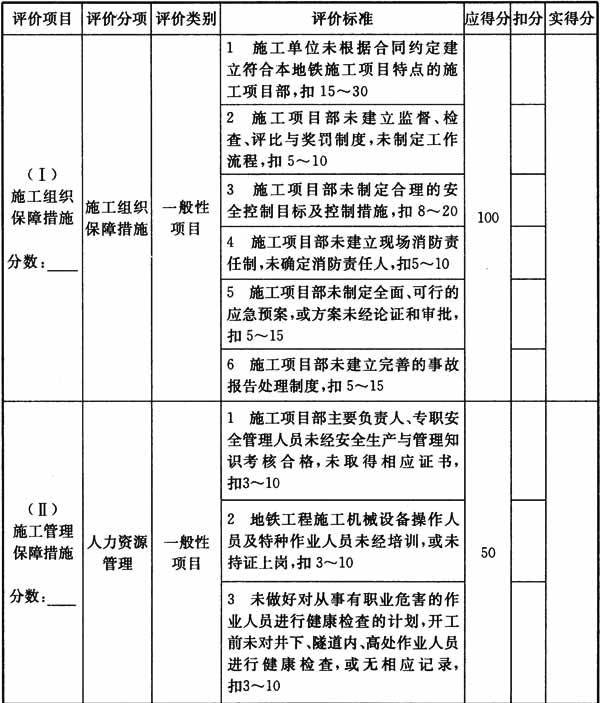 评价项目 评价分项 评价类别 评价标准 应得分 扣分 实得分
(Ⅰ)
施工组织
保障措施
分数:____
施工组织
保障措施
一般性
项目
1 施工单位未根据合同约定建
立符合本地铁施工项目特点的施
工项目部,扣 15～30
2 施工项目部未建立监督、检
查、评比与奖罚制度,未制定工作
流程,扣 5～10
3 施工项目部未制定合理的安
全控制目标及控制措施,扣 8～20
4 施工项目部未建立现场消防责
任制,未确定消防责任人,扣5～10
5 施工项目部未制定全面、可行的
应急预案,或方案未经论证和审批,
扣 5～15
6 施工项目部未建立完善的事故
报告处理制度,扣 5～15
100
(Ⅱ)
施工管理
保障措施
分数:____
人力资源
管理
一般性
项目
1 施工项目部主要负责人、专职安
全管理人员未经安全生产与管理知
识考核合格,未取得相应证书,
扣3～10
2 地铁工程施工机械设备操作人
员及特种作业人员未经培训,或未
持证上岗,扣 3～10
3 未做好对从事有职业危害的作
业人员进行健康检查的计划,开工
前未对井下、隧道内、高处作业人员
进行健康检查,或无相应记录,
扣3～10
50